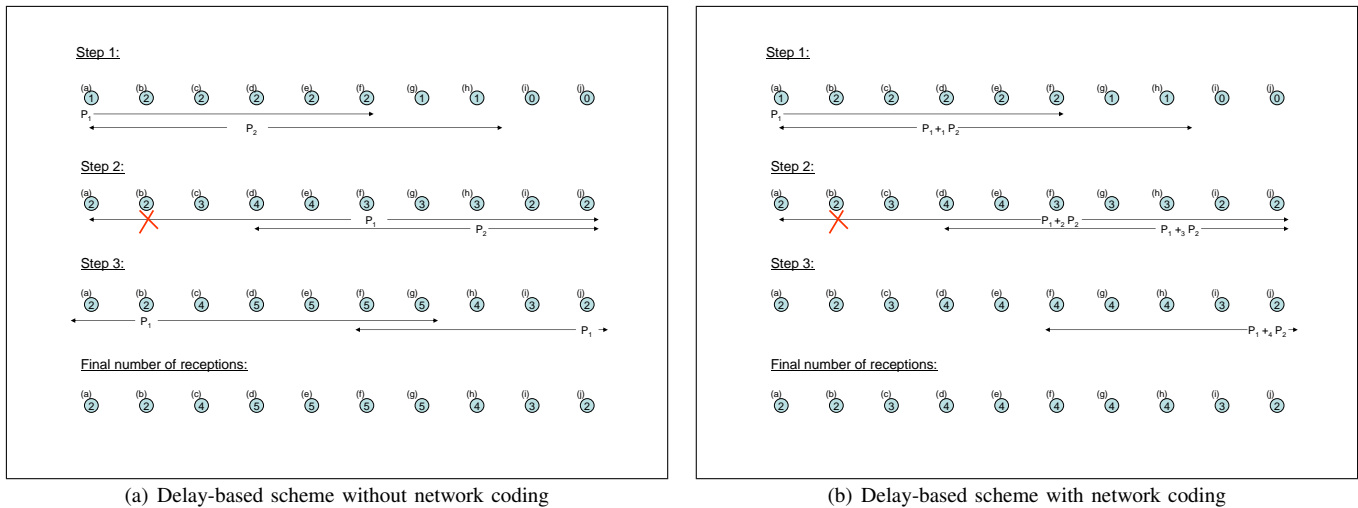 Step 1:
(a) (b) (c) (d) (e) (f) (g) (h) (i) (j)
1 2 2 2 2 2 1 1 0 0
P1
P2
Step 2:
(a) (b) (c) (d) (e) (f) (g) (h) (i) (j)
2 2 3 4 4 3 3 3 2 2
P1
P2
Step 3:
(a) (b) (c) (d) (e) (f) (g) (h) (i) (j)
2 2 4 5 5 5 5 4 3 2
P1
P1
Final number of receptions:
(a) (b) (c) (d) (e) (f) (g) (h) (i) (j)
2 2 4 5 5 5 5 4 3 2
(a) Delay-based scheme without network coding
Step 1:
(a) (b) (c) (d) (e) (f) (g) (h) (i) (j)
1 2 2 2 2 2 1 1 0 0
P1
P1 +1 P2
Step 2:
(a) (b) (c) (d) (e) (f) (g) (h) (i) (j)
2 2 3 4 4 3 3 3 2 2
P1 +2 P2
P1 +3 P2
Step 3:
(a) (b) (c) (d) (e) (f) (g) (h) (i) (j)
2 2 3 4 4 4 4 4 3 2
P1 +4 P2
Final number of receptions:
(a) (b) (c) (d) (e) (f) (g) (h) (i) (j)
2 2 3 4 4 4 4 4 3 2
(b) Delay-based scheme with network coding